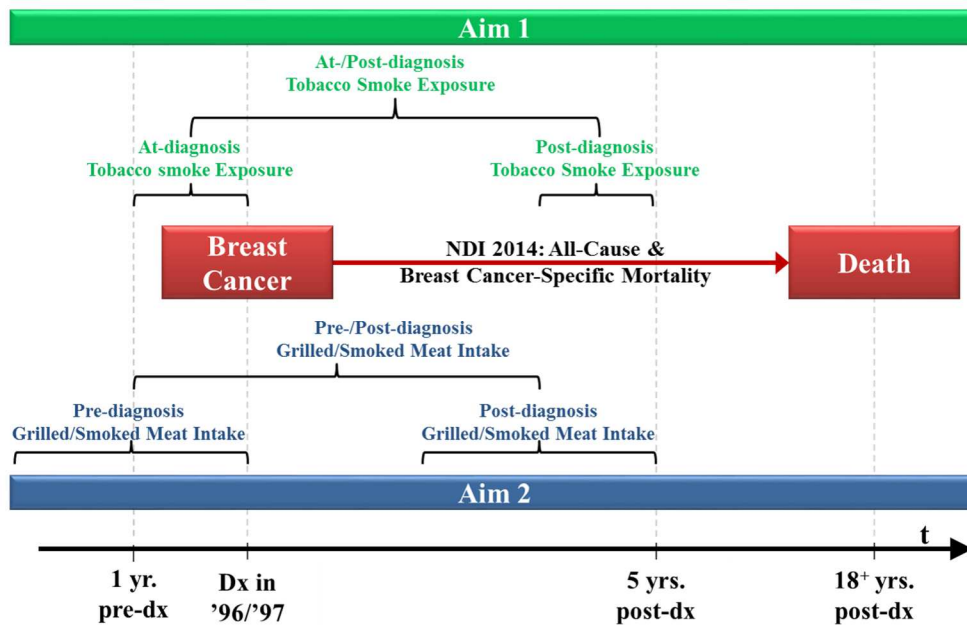 Aim 1
At-/Post-diagnosis
Tobacco Smoke Exposure
At-diagnosis
Tobacco smoke Exposure
Post-diagnosis
Tobacco Smoke Exposure
Breast
Cancer
NDI 2014: All-Cause &
Breast Cancer-Specific Mortality
Death
Pre-/Post-diagnosis
Grilled/Smoked Meat Intake
Pre-diagnosis
Grilled/Smoked Meat Intake
Post-diagnosis
Grilled/Smoked Meat Intake
Aim 2
t
1 yr.
pre-dx
Dx in
’96/’97
5 yrs.
post-dx
18⁺ yrs.
post-dx